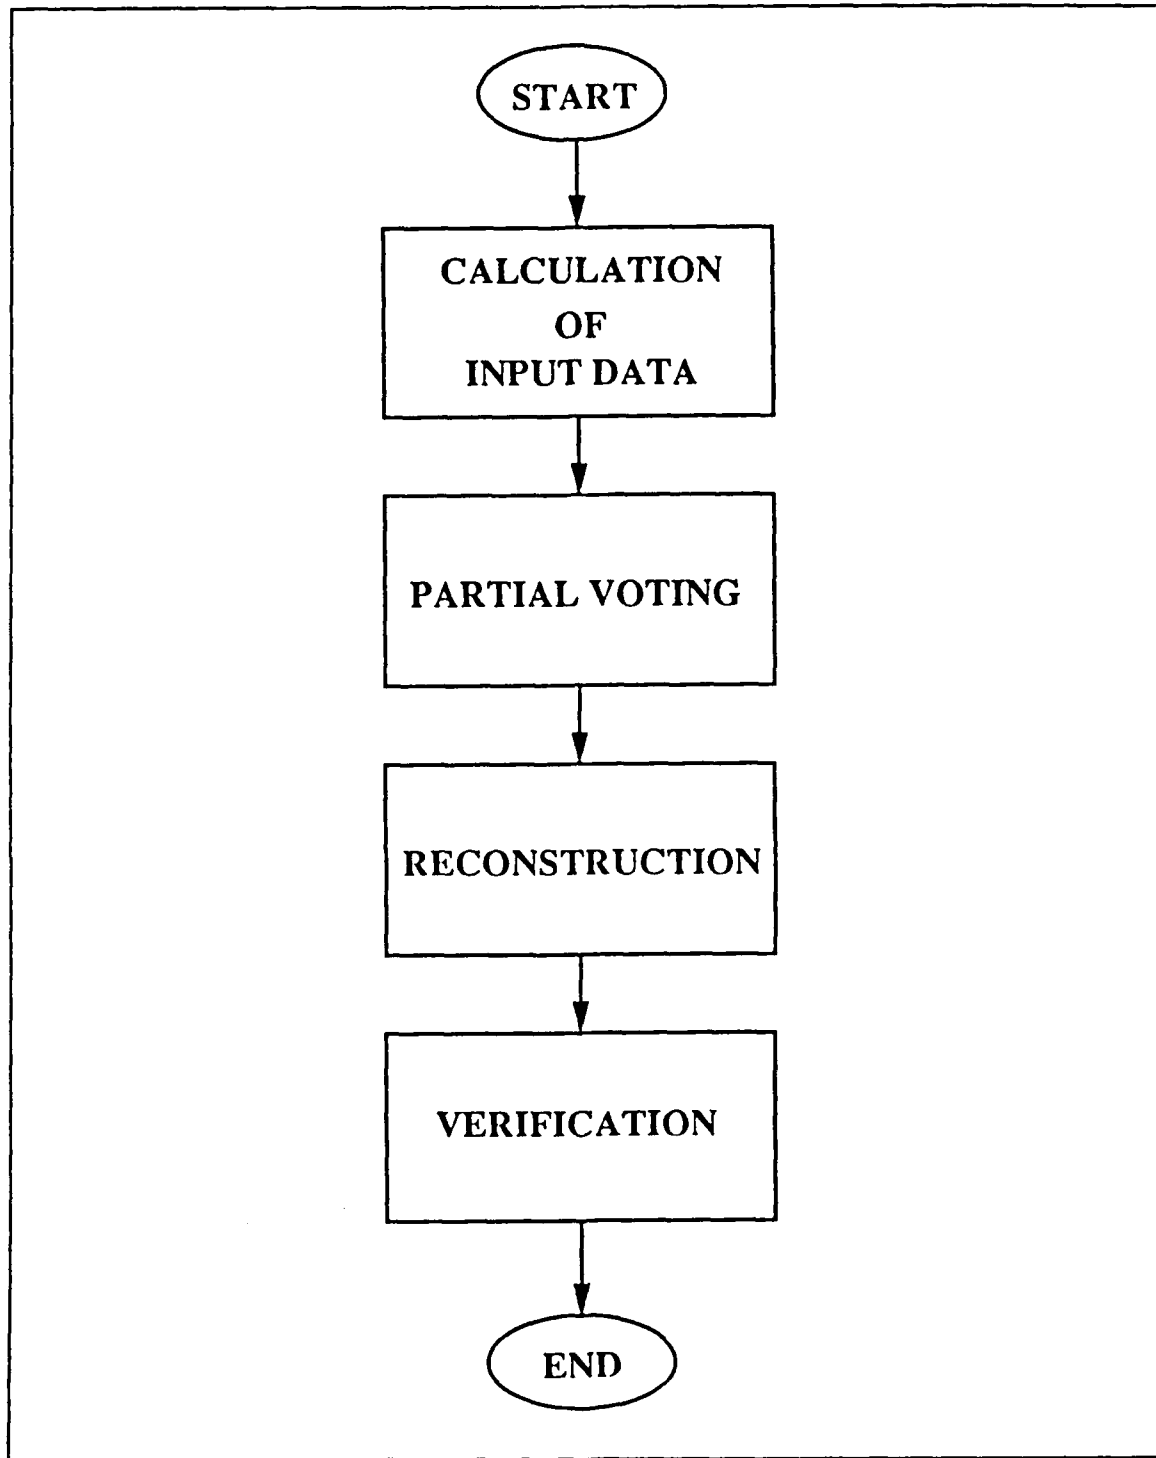 START
CALCULATION
OF
INPUT DATA
PARTIAL VOTING
RECONSTRUCTION
VERIFICATION
END